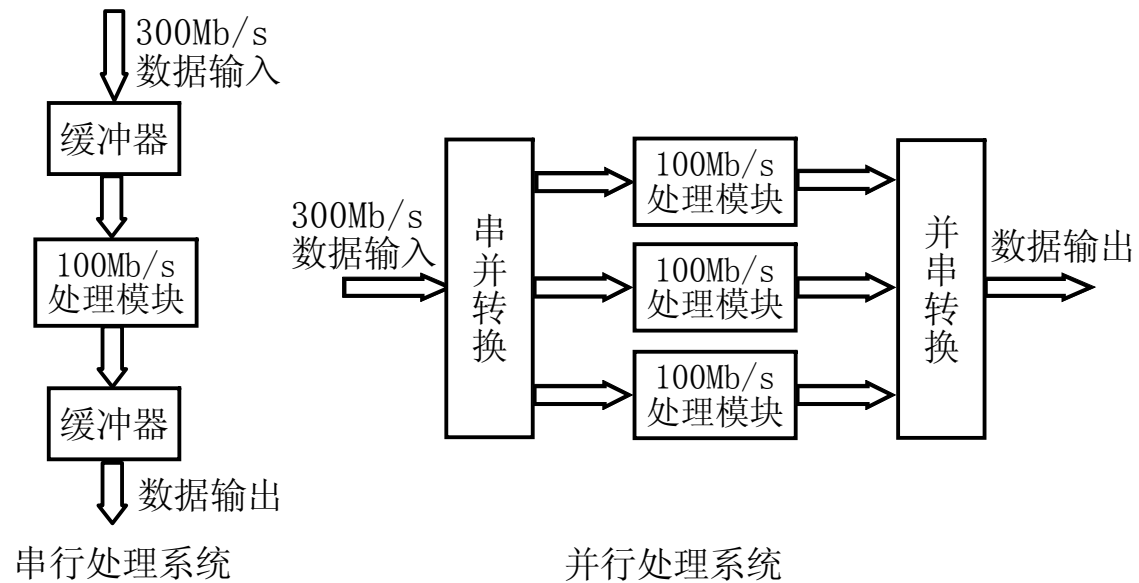 300Mb/s
数据输入
缓冲器
100Mb/s
处理模块
缓冲器
数据输出
串行处理系统
300Mb/s
数据输入
串并转换
100Mb/s
处理模块
100Mb/s
处理模块
100Mb/s
处理模块
并串转换
数据输出
并行处理系统